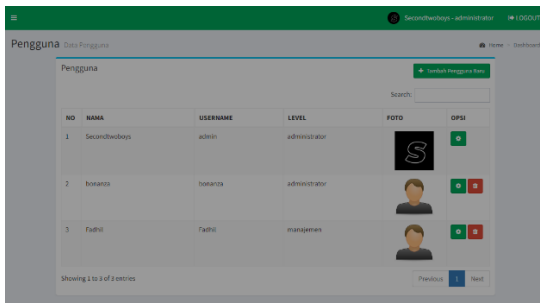 Secondtwoboys - administrator LOGOUT
Pengguna Data Pengguna Home Dashboard
Pengguna
Tambah Pengguna Baru
Search:
NO NAMA USERNAME LEVEL FOTO OPSI
1 Secondtwoboys admin administrator
S
2 bonanza bonanza administrator
3 Fadhil Fadhil manajemen
Showing 1 to 3 of 3 entries
Previous 1 Next